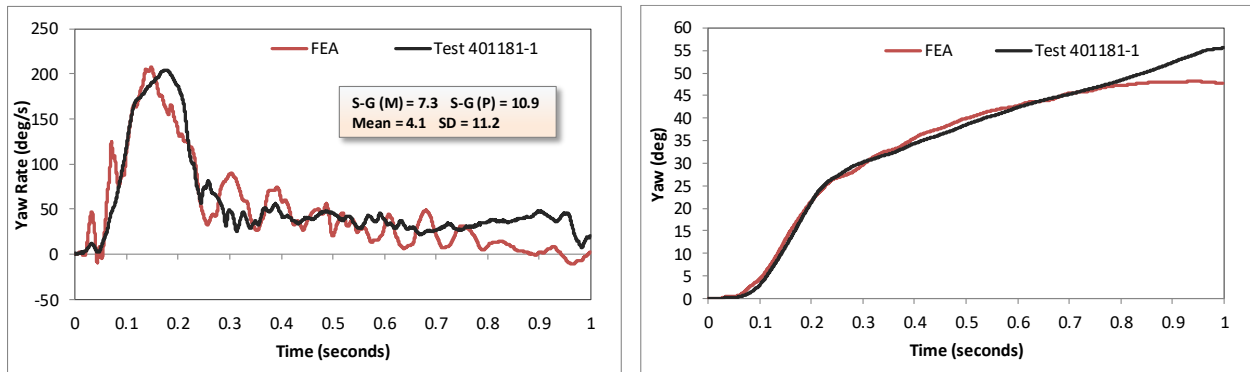 FEA Test 401181-1
S-G (M) = 7.3 S-G (P) = 10.9
Mean = 4.1 SD = 11.2
Yaw Rate (deg/s)
250
200
150
100
50
0
-50
0 0.1 0.2 0.3 0.4 0.5 0.6 0.7 0.8 0.9 1
Time (seconds)
FEA Test 401181-1
Yaw (deg)
60
55
50
45
40
35
30
25
20
15
10
5
0
0 0.1 0.2 0.3 0.4 0.5 0.6 0.7 0.8 0.9 1
Time (seconds)